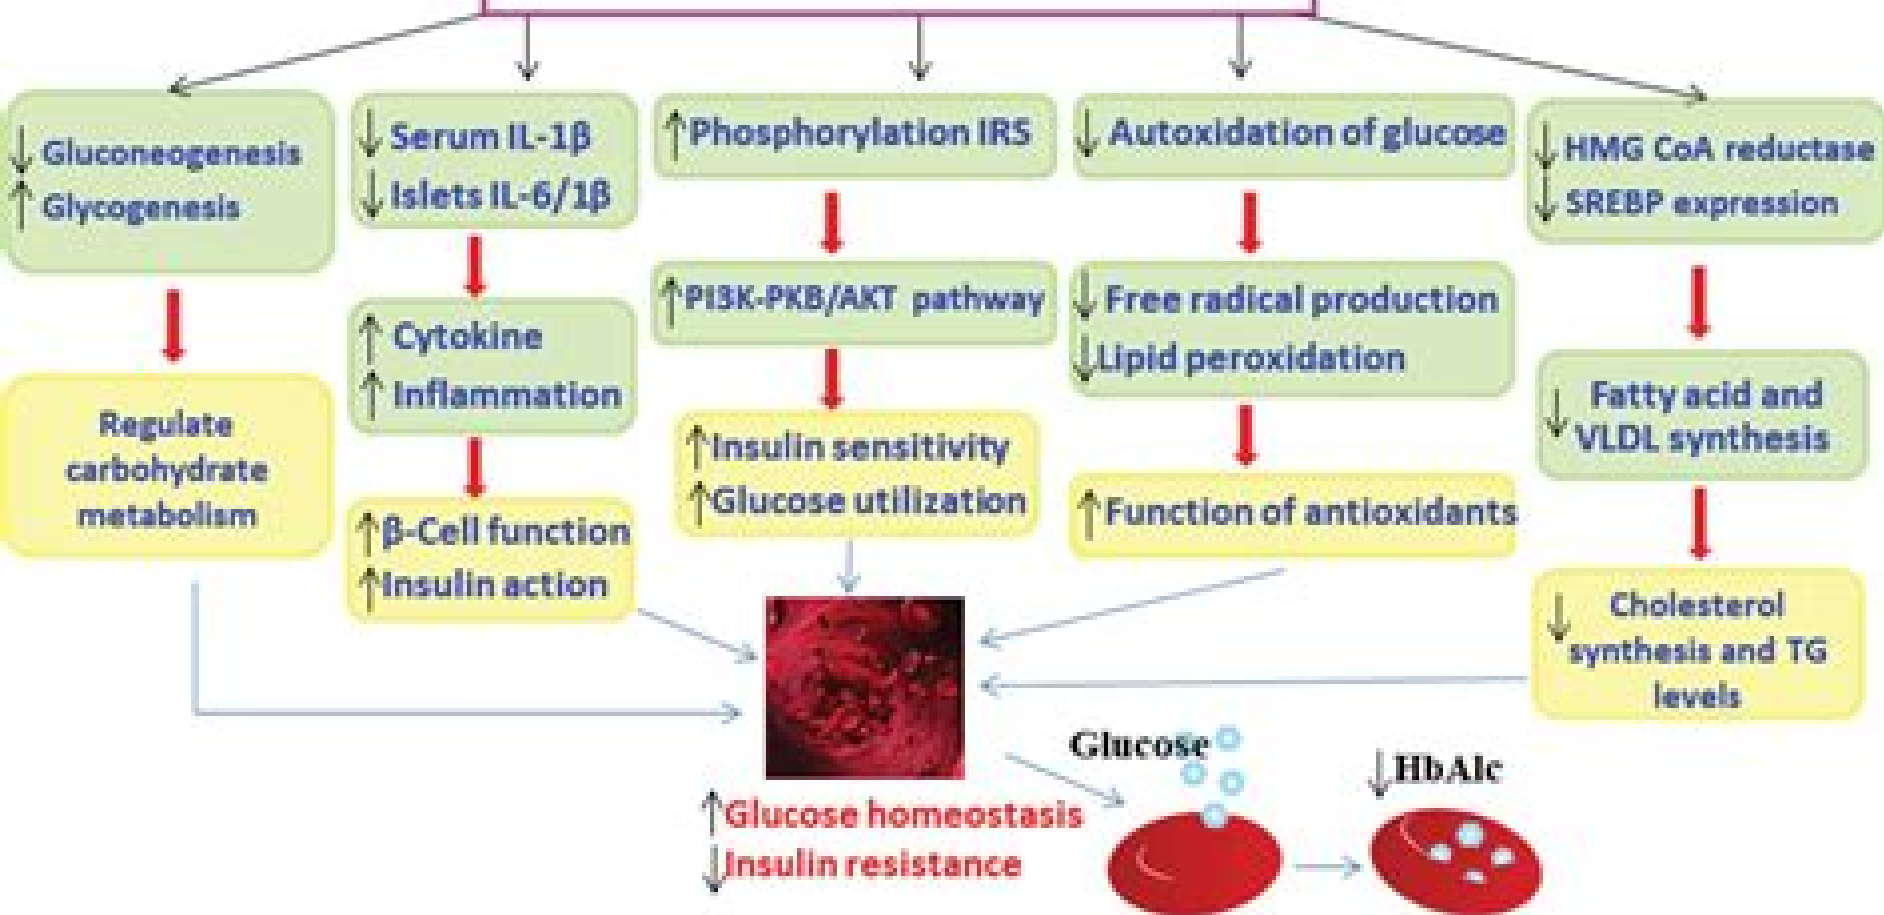 ↓ Gluconeogenesis
↑ Glycogenesis
Regulate
carbohydrate
metabolism
↓ Serum IL-1β
↓ Islets IL-6/1β
↑ Cytokine
↑ Inflammation
↑β-Cell function
↑Insulin action
↑Phosphorylation IRS
↑PI3K-PKB/AKT pathway
↑Insulin sensitivity
↑Glucose utilization
↓ Autoxidation of glucose
↓ Free radical production
↓Lipid peroxidation
↑Function of antioxidants
↓HMG CoA reductase
↓SREBP expression
↓ Fatty acid and
VLDL synthesis
↓ Cholesterol
synthesis and TG
levels
↑Glucose homeostasis
↓Insulin resistance
Glucose
↓HbAlc